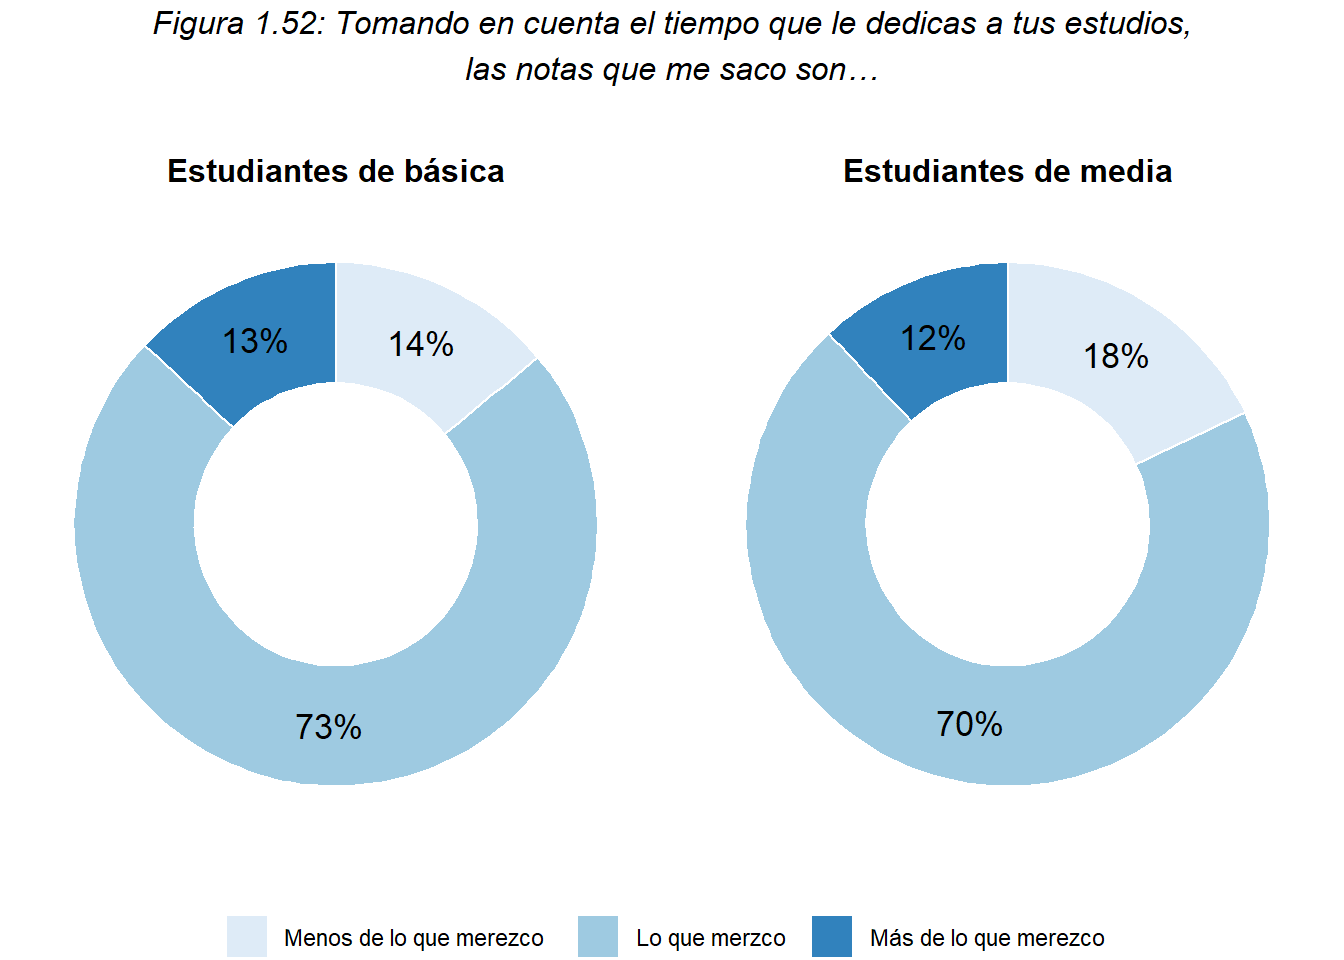 Figura 1.52: Tomando en cuenta el tiempo que le dedicas a tus estudios,
las notas que me saco son…
Estudiantes de básica
Estudiantes de media
13%
14%
73%
12%
18%
70%
Menos de lo que merezco
Lo que merzco
Más de lo que merezco